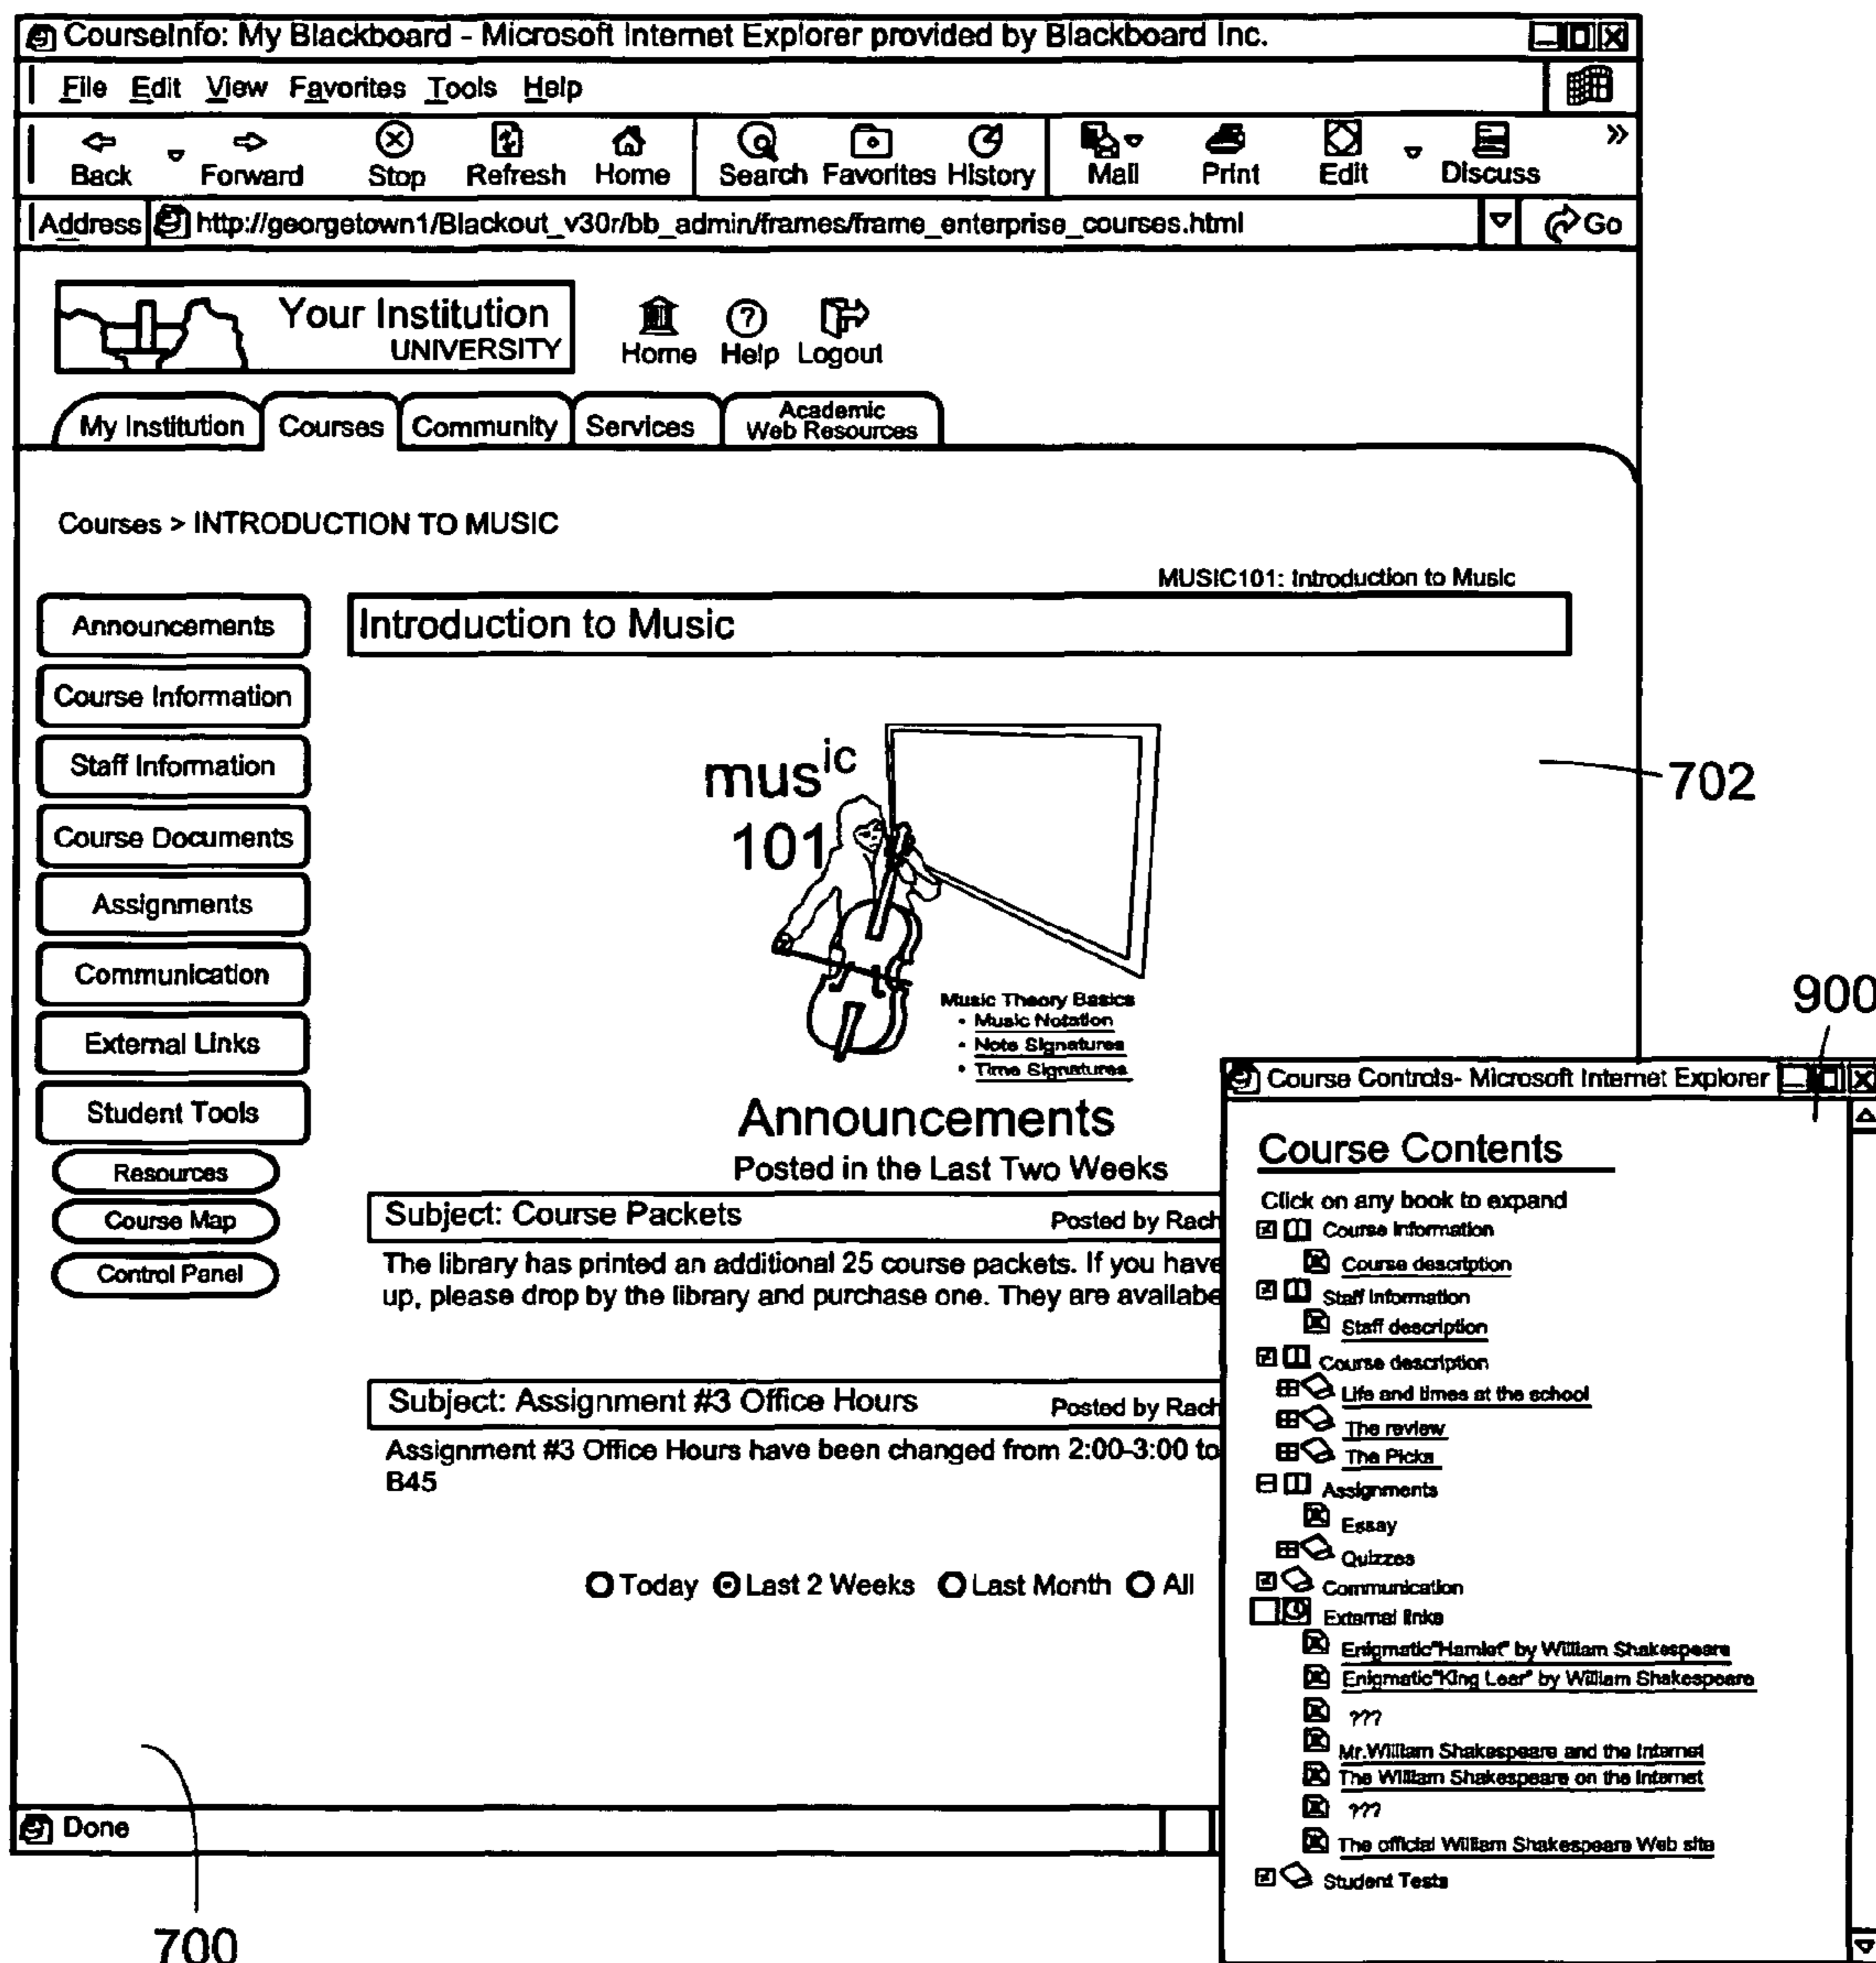 CourseInfo: My Blackboard - Microsoft Internet Explorer provided by Blackboard Inc.
File Edit View Favorites Tools Help
Back Forward Stop Refresh Home Search Favorites History Mail Print Edit Discuss »
Address http://georgetown1/Blackout_v30r/bb_admin/frames/frame_enterprise_courses.html Go
Your Institution
UNIVERSITY
Home Help Logout
My Institution Courses Community Services Academic Web Resources
Courses > INTRODUCTION TO MUSIC
MUSIC101: Introduction to Music
Introduction to Music
Announcements
Course Information
Staff Information
Course Documents
Assignments
Communication
External Links
Student Tools
Resources
Course Map
Control Panel
music
101
702
Music Theory Basics
• Music Notation
• Note Signatures
• Time Signatures
Announcements
Posted in the Last Two Weeks
Subject: Course Packets Posted by Rach
The library has printed an additional 25 course packets. If you have
up, please drop by the library and purchase one. They are availabe
Subject: Assignment #3 Office Hours Posted by Rach
Assignment #3 Office Hours have been changed from 2:00-3:00 to
B45
Today Last 2 Weeks Last Month All
Done
700
900
Course Controls- Microsoft Internet Explorer
Course Contents
Click on any book to expand
Course Information
Course description
Staff Information
Staff description
Course description
Life and times at the school
The review
The Picks
Assignments
Essay
Quizzes
Communication
External links
Enigmatic"Hamlet" by William Shakespeare
Enigmatic"King Lear" by William Shakespeare
???
Mr.William Shakespeare and the Internet
The William Shakespeare on the Internet
???
The official William Shakespeare Web site
Student Tests